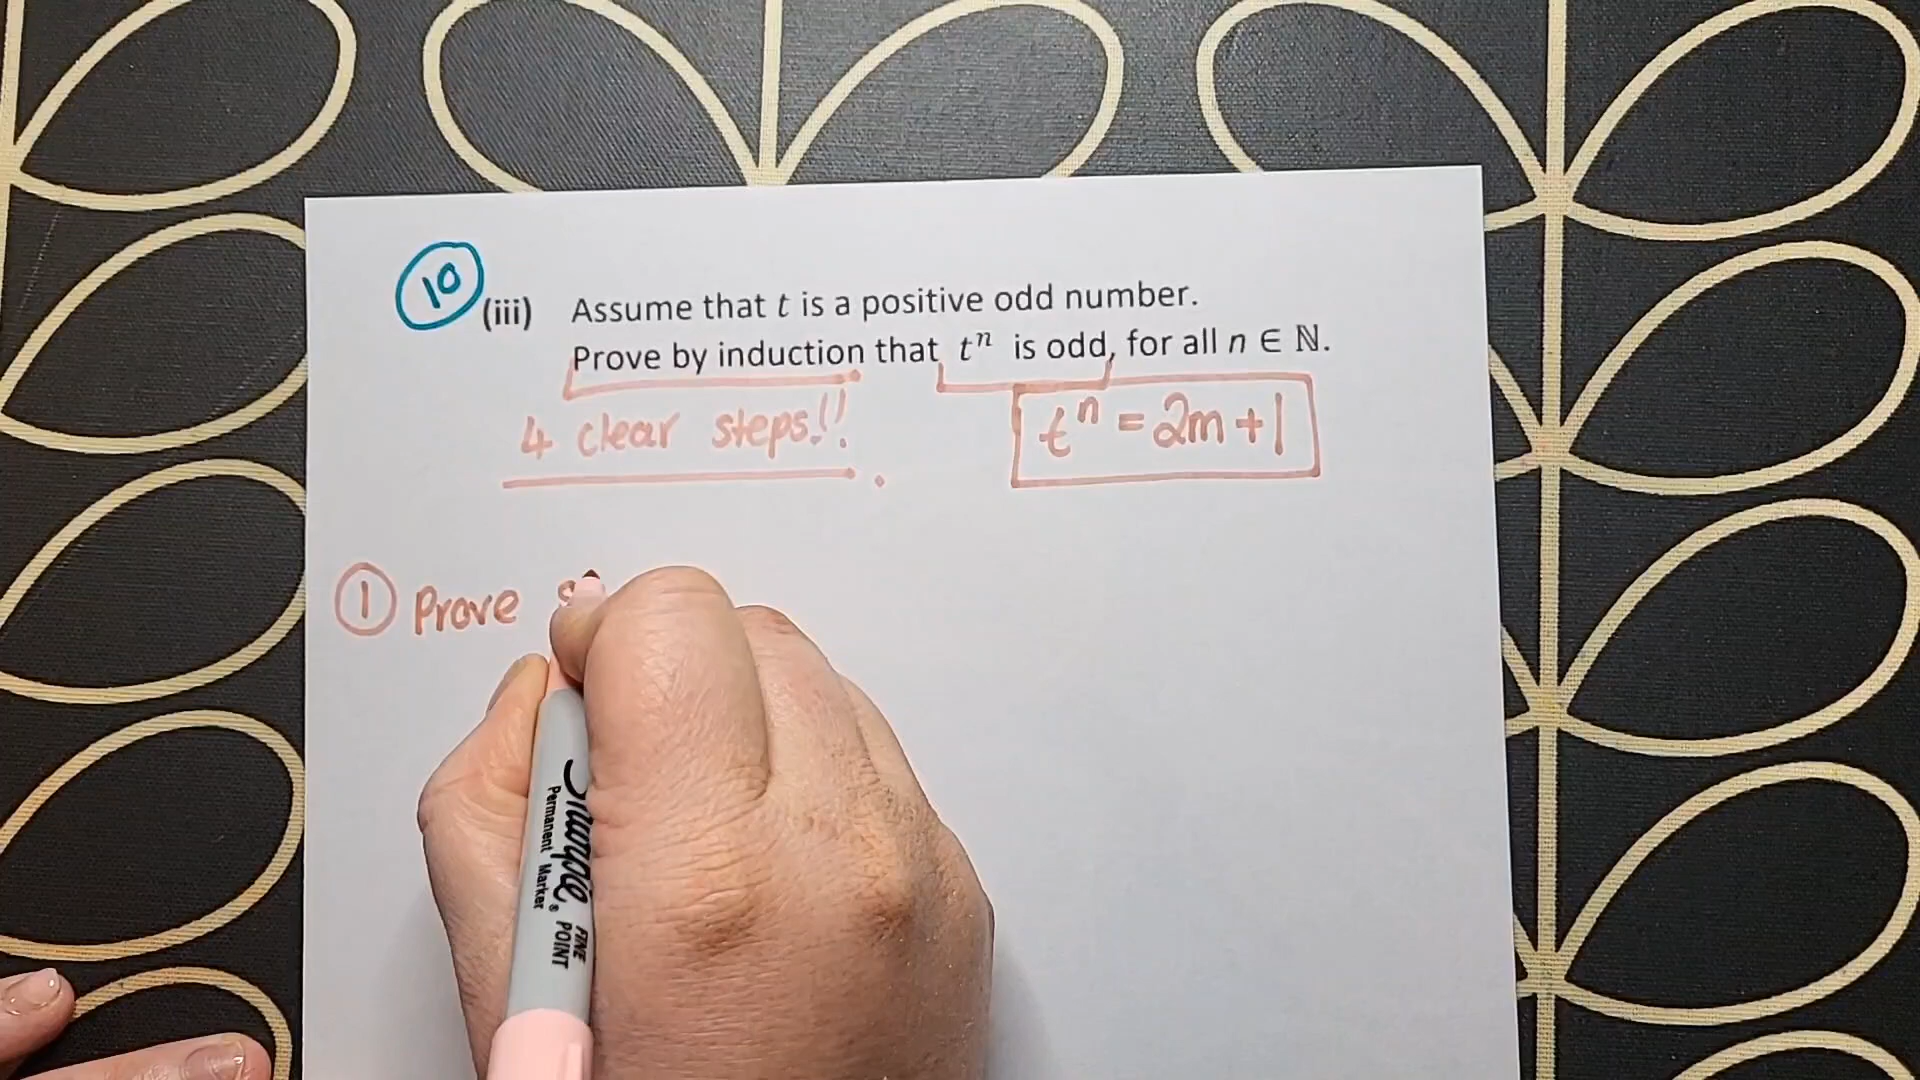 10
(iii) Assume that t is a positive odd number.
Prove by induction that tⁿ is odd, for all n ∈ ℕ.
4 clear steps!!
tⁿ = 2m + 1
① Prove
Sharpie
FINE POINT
Permanent Marker